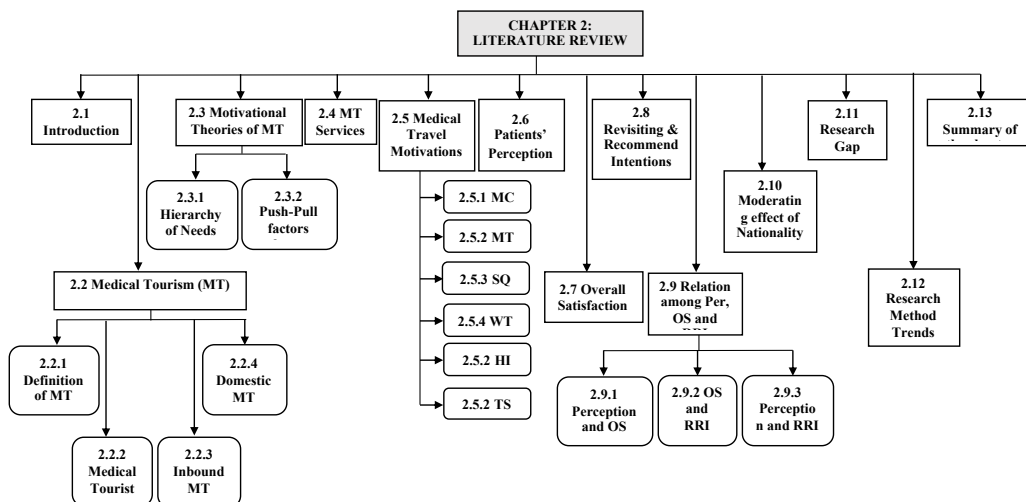 CHAPTER 2:
LITERATURE REVIEW
2.1
Introduction
2.3 Motivational
Theories of MT
2.4 MT
Services
2.5 Medical
Travel
Motivations
2.6
Patients’
Perception
2.8
Revisiting &
Recommend
Intentions
2.11
Research
Gap
2.13
Summary of
2.3.1
Hierarchy
of Needs
2.3.2
Push-Pull
factors
2.5.1 MC
2.5.2 MT
2.5.3 SQ
2.5.4 WT
2.5.2 HI
2.5.2 TS
2.10
Moderatin
g effect of
Nationality
2.2 Medical Tourism (MT)
2.7 Overall
Satisfaction
2.9 Relation
among Per,
OS and
2.12
Research
Method
Trends
2.2.1
Definition
of MT
2.2.4
Domestic
MT
2.2.2
Medical
Tourist
2.2.3
Inbound
MT
2.9.1
Perception
and OS
2.9.2 OS
and
RRI
2.9.3
Perceptio
n and RRI